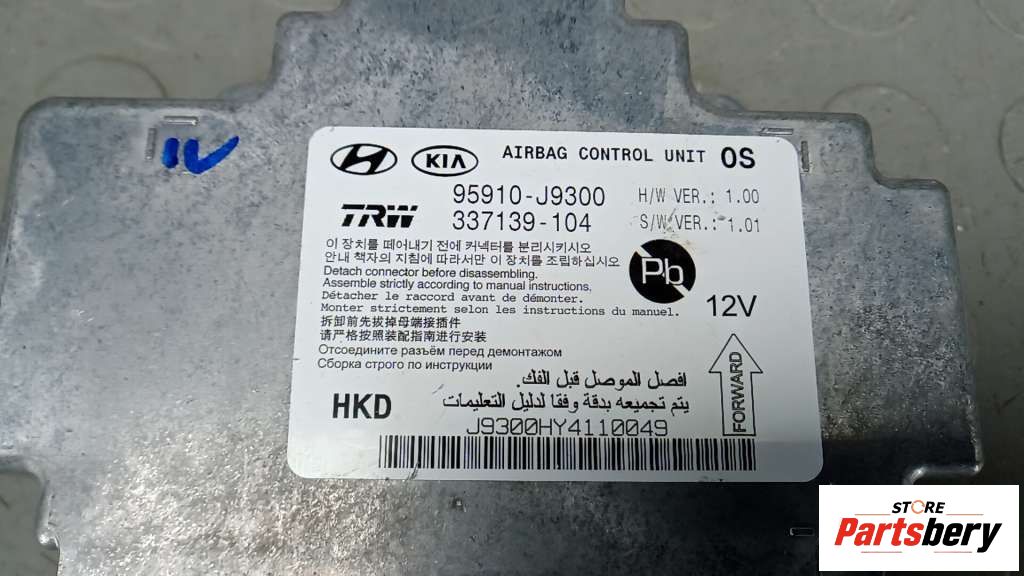 IV
KIA AIRBAG CONTROL UNIT OS
95910-J9300 H/W VER.: 1.00
TRW 337139-104 S/W VER.: 1.01
이 장치를 떼어내기 전에 커넥터를 분리시키시오
안내 책자의 지침에 따라서만 이 장치를 조립하십시오
Detach connector before disassembling.
Assemble strictly according to manual instructions,
Détacher le raccord avant de démonter.
Monter strictement selon les instructions du manuel.
Pb
12V
拆卸前先拔掉母端接插件
请严格按照装配指南进行安装
Отсоедините разъём перед демонтажом
Сборка строго по инструкции
FORWARD
افصل الموصل قبل الفك.
يتم تجميعه بدقة وفقا لدليل التعليمات
HKD
J9300HY4110049
STORE
Partsbery